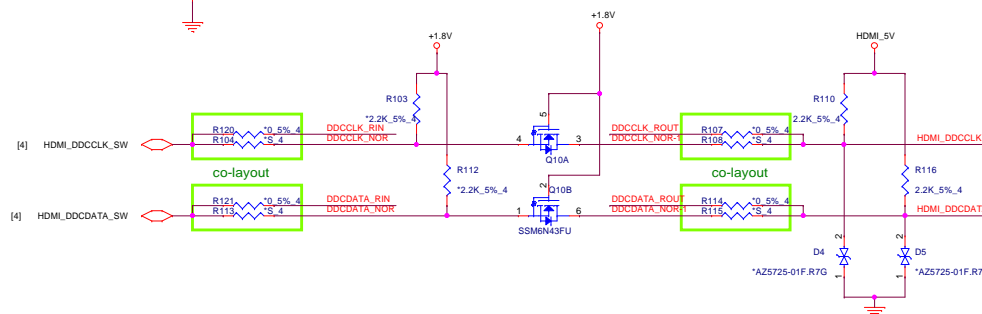 +1.8V
+1.8V
HDMI_5V
R103
*2.2K_5%_4
5
R110
2.2K_5%_4
R120
*0_5%_4
DDCCLK_RIN
DDCCLK_ROUT
R107
*0_5%_4
[4]
HDMI_DDCCLK_SW
R104
*S_4
DDCCLK_NOR
4
3
DDCCLK_NOR-1
R108
*S_4
HDMI_DDCCLK
Q10A
co-layout
R112
*2.2K_5%_4
2
Q10B
co-layout
R116
2.2K_5%_4
R121
*0_5%_4
DDCDATA_RIN
DDCDATA_ROUT
R114
*0_5%_4
[4]
HDMI_DDCDATA_SW
R113
*S_4
DDCDATA_NOR
1
6
DDCDATA_NOR-1
R115
*S_4
HDMI_DDCDAT
SSM6N43FU
2
2
D4
D5
*AZ5725-01F.R7G
*AZ5725-01F.R7
1
1